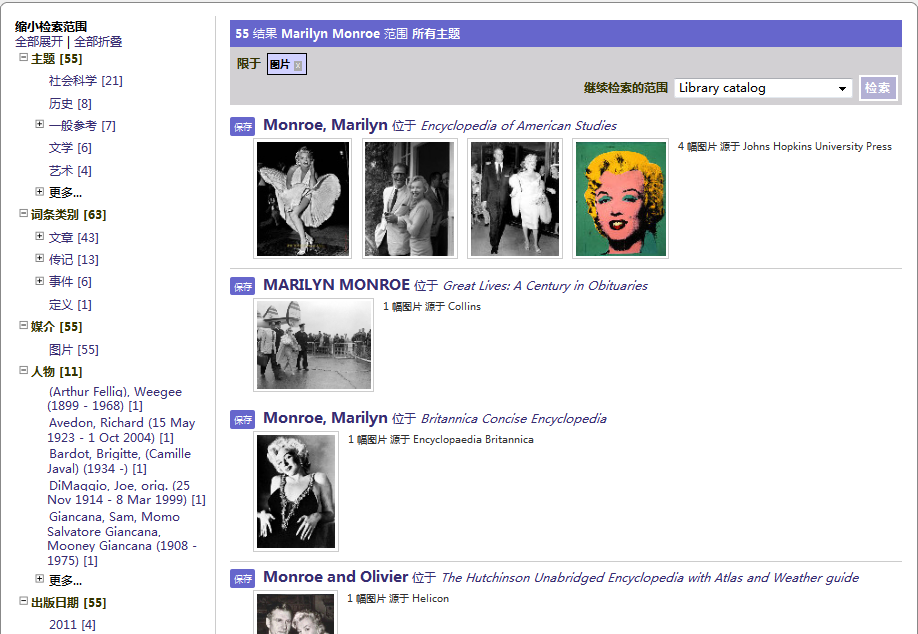 缩小检索范围
全部展开 | 全部折叠
主题 [55]
社会科学 [21]
历史 [8]
一般参考 [7]
文学 [6]
艺术 [4]
更多...
词条类别 [63]
文章 [43]
传记 [13]
事件 [6]
定义 [1]
媒介 [55]
图片 [55]
人物 [11]
(Arthur Fellig), Weegee
(1899 - 1968) [1]
Avedon, Richard (15 May
1923 - 1 Oct 2004) [1]
Bardot, Brigitte, (Camille
Javal) (1934 -) [1]
DiMaggio, Joe, orig. (25
Nov 1914 - 8 Mar 1999) [1]
Giancana, Sam, Momo
Salvatore Giancana,
Mooney Giancana (1908 -
1975) [1]
更多...
出版日期 [55]
2011 [4]
55 结果 Marilyn Monroe 范围 所有主题
限于 图片 x
继续检索的范围 Library catalog 检索
保存 Monroe, Marilyn 位于 Encyclopedia of American Studies
4 幅图片 源于 Johns Hopkins University Press
保存 MARILYN MONROE 位于 Great Lives: A Century in Obituaries
1 幅图片 源于 Collins
保存 Monroe, Marilyn 位于 Britannica Concise Encyclopedia
1 幅图片 源于 Encyclopaedia Britannica
保存 Monroe and Olivier 位于 The Hutchinson Unabridged Encyclopedia with Atlas and Weather guide
1 幅图片 源于 Helicon